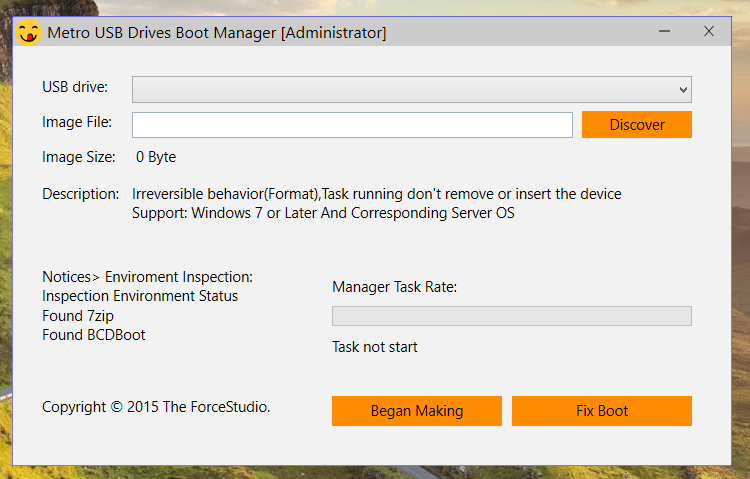 Metro USB Drives Boot Manager [Administrator]
USB drive:
Image File:
Discover
Image Size: 0 Byte
Description: Irreversible behavior(Format),Task running don't remove or insert the device
Support: Windows 7 or Later And Corresponding Server OS
Notices> Enviroment Inspection:
Inspection Environment Status
Found 7zip
Found BCDBoot
Manager Task Rate:
Task not start
Copyright © 2015 The ForceStudio.
Began Making
Fix Boot